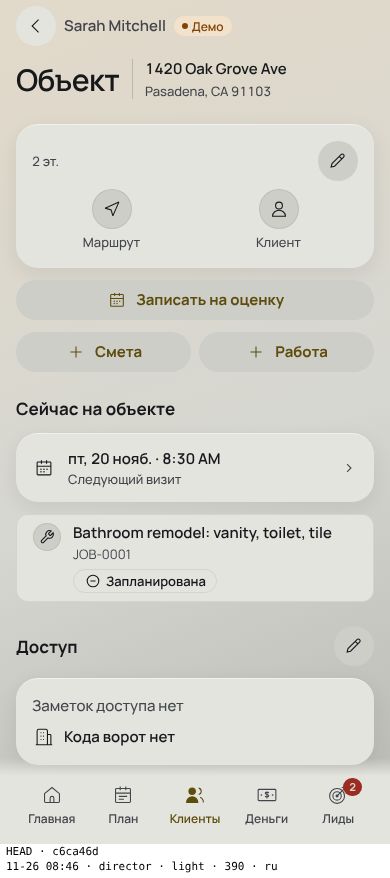 Sarah Mitchell
Демо
Объект
1420 Oak Grove Ave
Pasadena, CA 91103
2 эт.
Маршрут
Клиент
Записать на оценку
Смета
Работа
Сейчас на объекте
пт, 20 нояб. · 8:30 AM
Следующий визит
Bathroom remodel: vanity, toilet, tile
JOB-0001
Запланирована
Доступ
Заметок доступа нет
Кода ворот нет
2
Главная
План
Клиенты
Деньги
Лиды
HEAD · c6ca46d
11-26 08:46 · director · light · 390 · ru